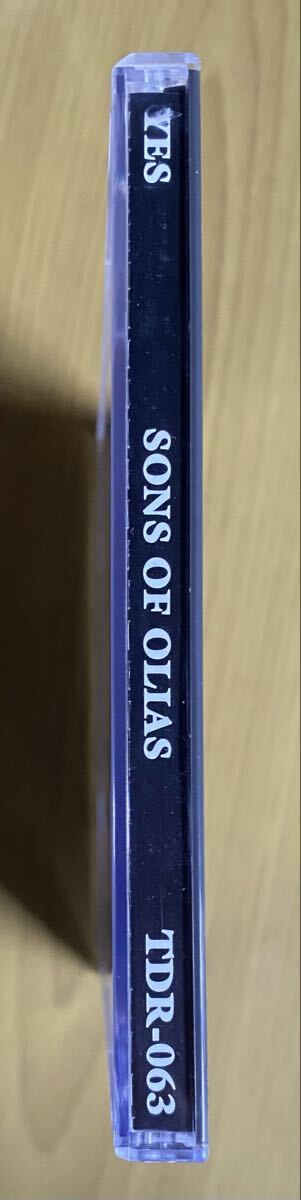 YES SONS OF OLIAS TDR-063